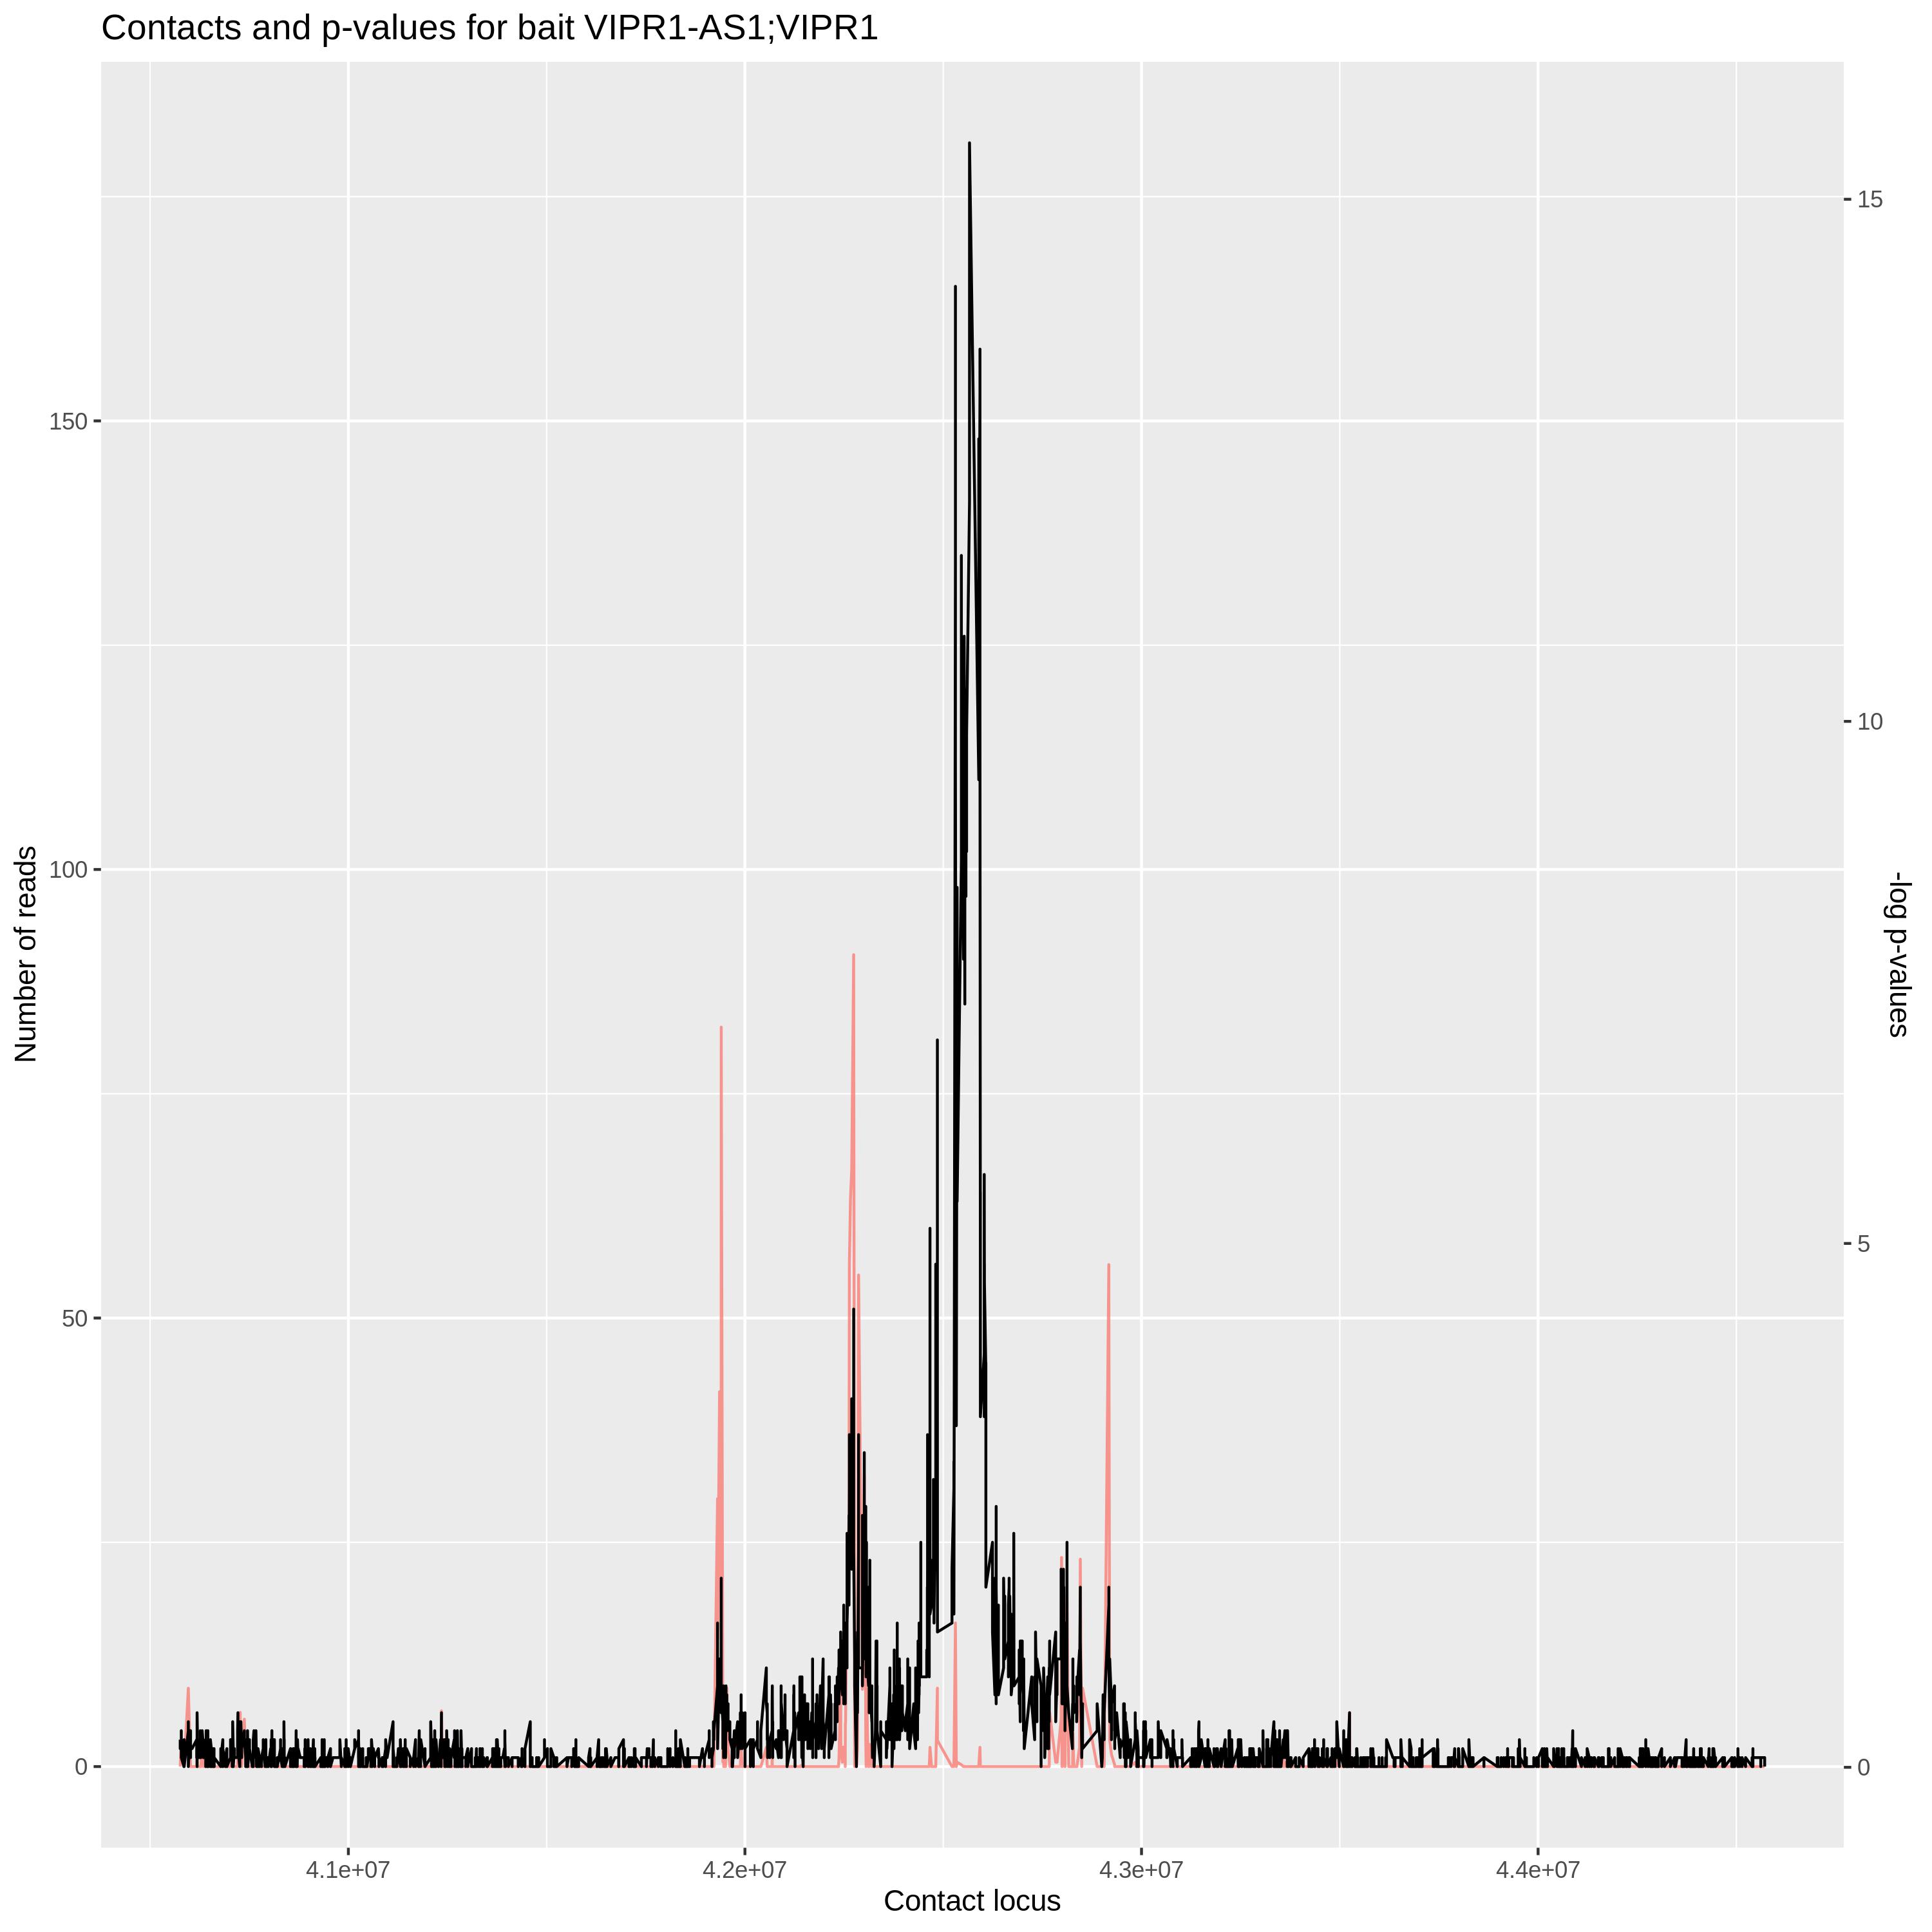 Contacts and p-values for bait VIPR1-AS1;VIPR1
150
100
50
0
Number of reads
15
10
5
0
-log p-values
4.1e+07
4.2e+07
4.3e+07
4.4e+07
Contact locus